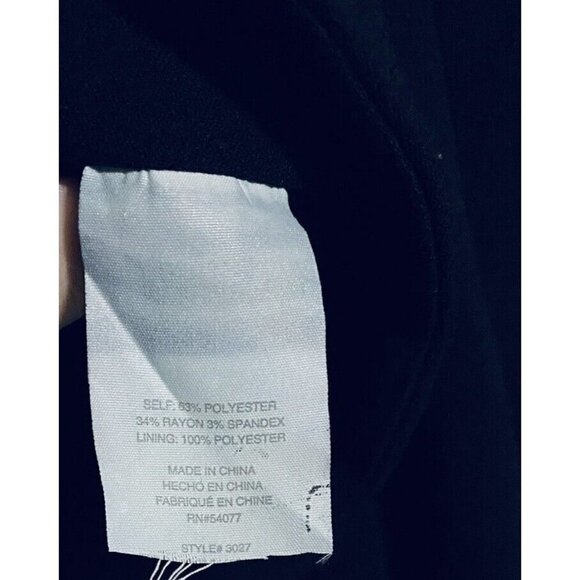 SELF: 63% POLYESTER
34% RAYON 3% SPANDEX
LINING: 100% POLYESTER
MADE IN CHINA
HECHO EN CHINA
FABRIQUÉ EN CHINE
RN#54077
STYLE# 3027